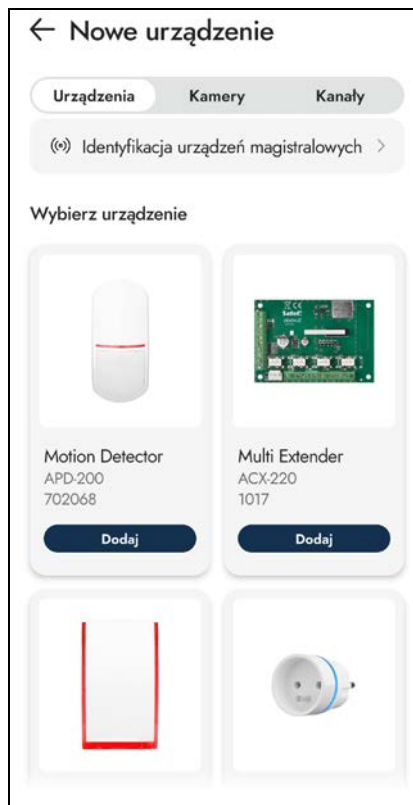 Nowe urządzenie
Urządzenia Kamery Kanały
Identyfikacja urządzeń magistralowych
Wybierz urządzenie
Satel
Motion Detector
APD-200
702068
Dodaj
Multi Extender
ACX-220
1017
Dodaj